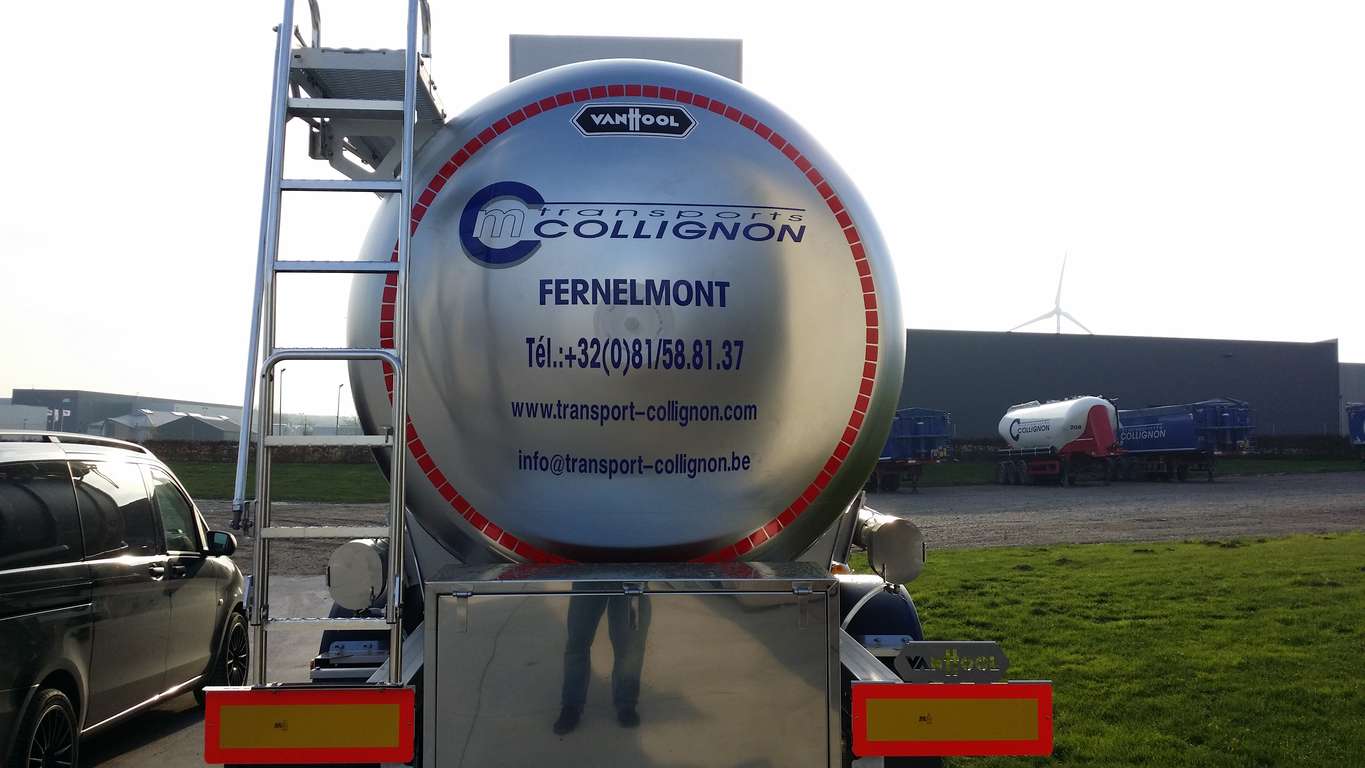 VANHOOL
Cm transports
COLLIGNON
FERNELMONT
Tél.:+32(0)81/58.81.37
www.transport-collignon.com
info@transport-collignon.be
COLLIGNON
COLLIGNON
VANHOOL